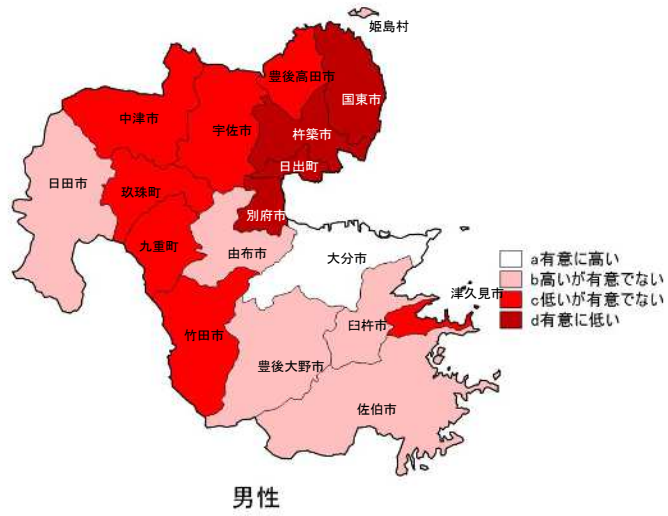 姫島村
豊後高田市
国東市
中津市
宇佐市
杵築市
日出町
日田市
玖珠町
別府市
九重町
由布市
大分市
a有意に高い
b高いが有意でない
c低いが有意でない
d有意に低い
津久見市
臼杵市
竹田市
豊後大野市
佐伯市
男性